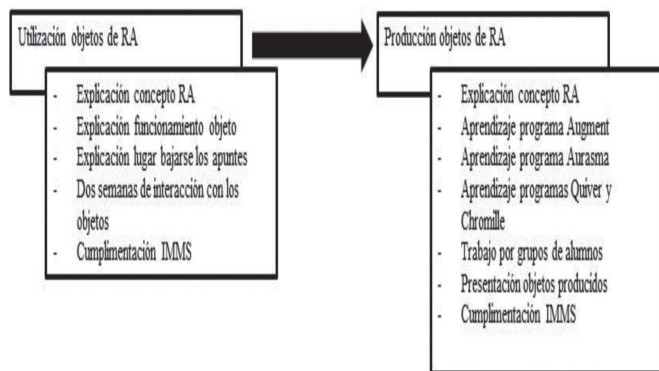 Utilización objetos de RA
- Explicación concepto RA
- Explicación funcionamiento objeto
- Explicación lugar bajarse los apuntes
- Dos semanas de interacción con los
objetos
- Cumplimentación IMMS
Producción objetos de RA
- Explicación concepto RA
- Aprendizaje programa Augment
- Aprendizaje programa Aurasma
- Aprendizaje programas Quiver y
Chromille
- Trabajo por grupos de alumnos
- Presentación objetos producidos
- Cumplimentación IMMS